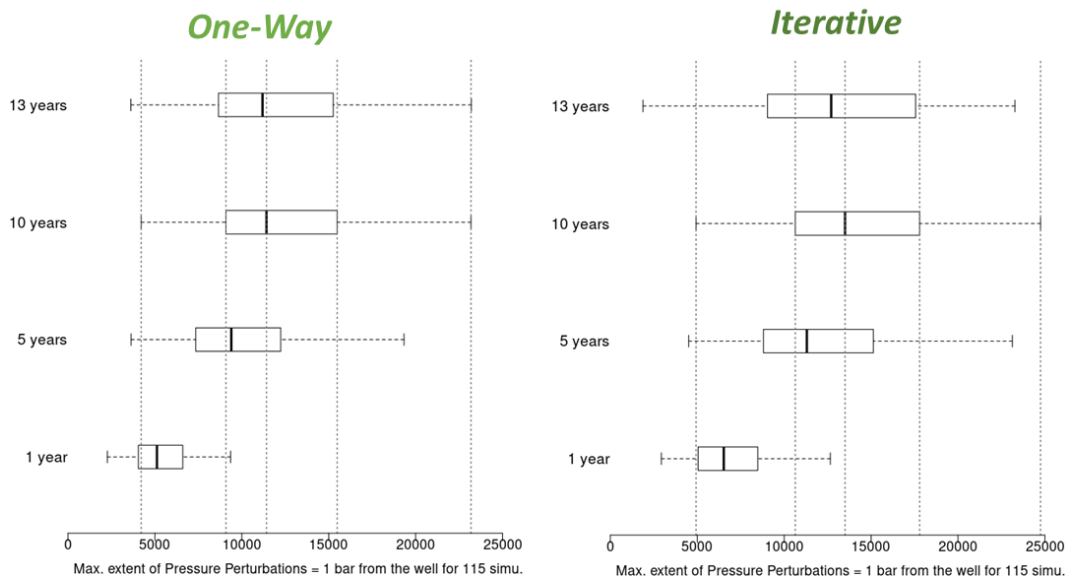 One-Way
13 years
10 years
5 years
1 year
0 5000 10000 15000 20000 25000
Max. extent of Pressure Perturbations = 1 bar from the well for 115 simu.
Iterative
13 years
10 years
5 years
1 year
0 5000 10000 15000 20000 25000
Max. extent of Pressure Perturbations = 1 bar from the well for 115 simu.